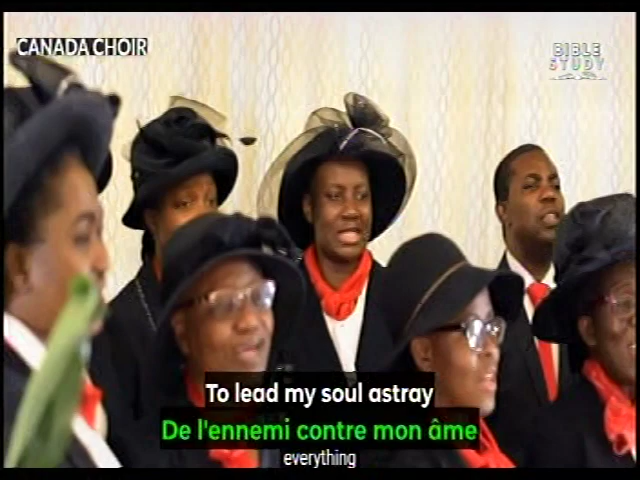 CANADA CHOIR
BIBLE
STUDY
To lead my soul astray
De l'ennemi contre mon âme
everything